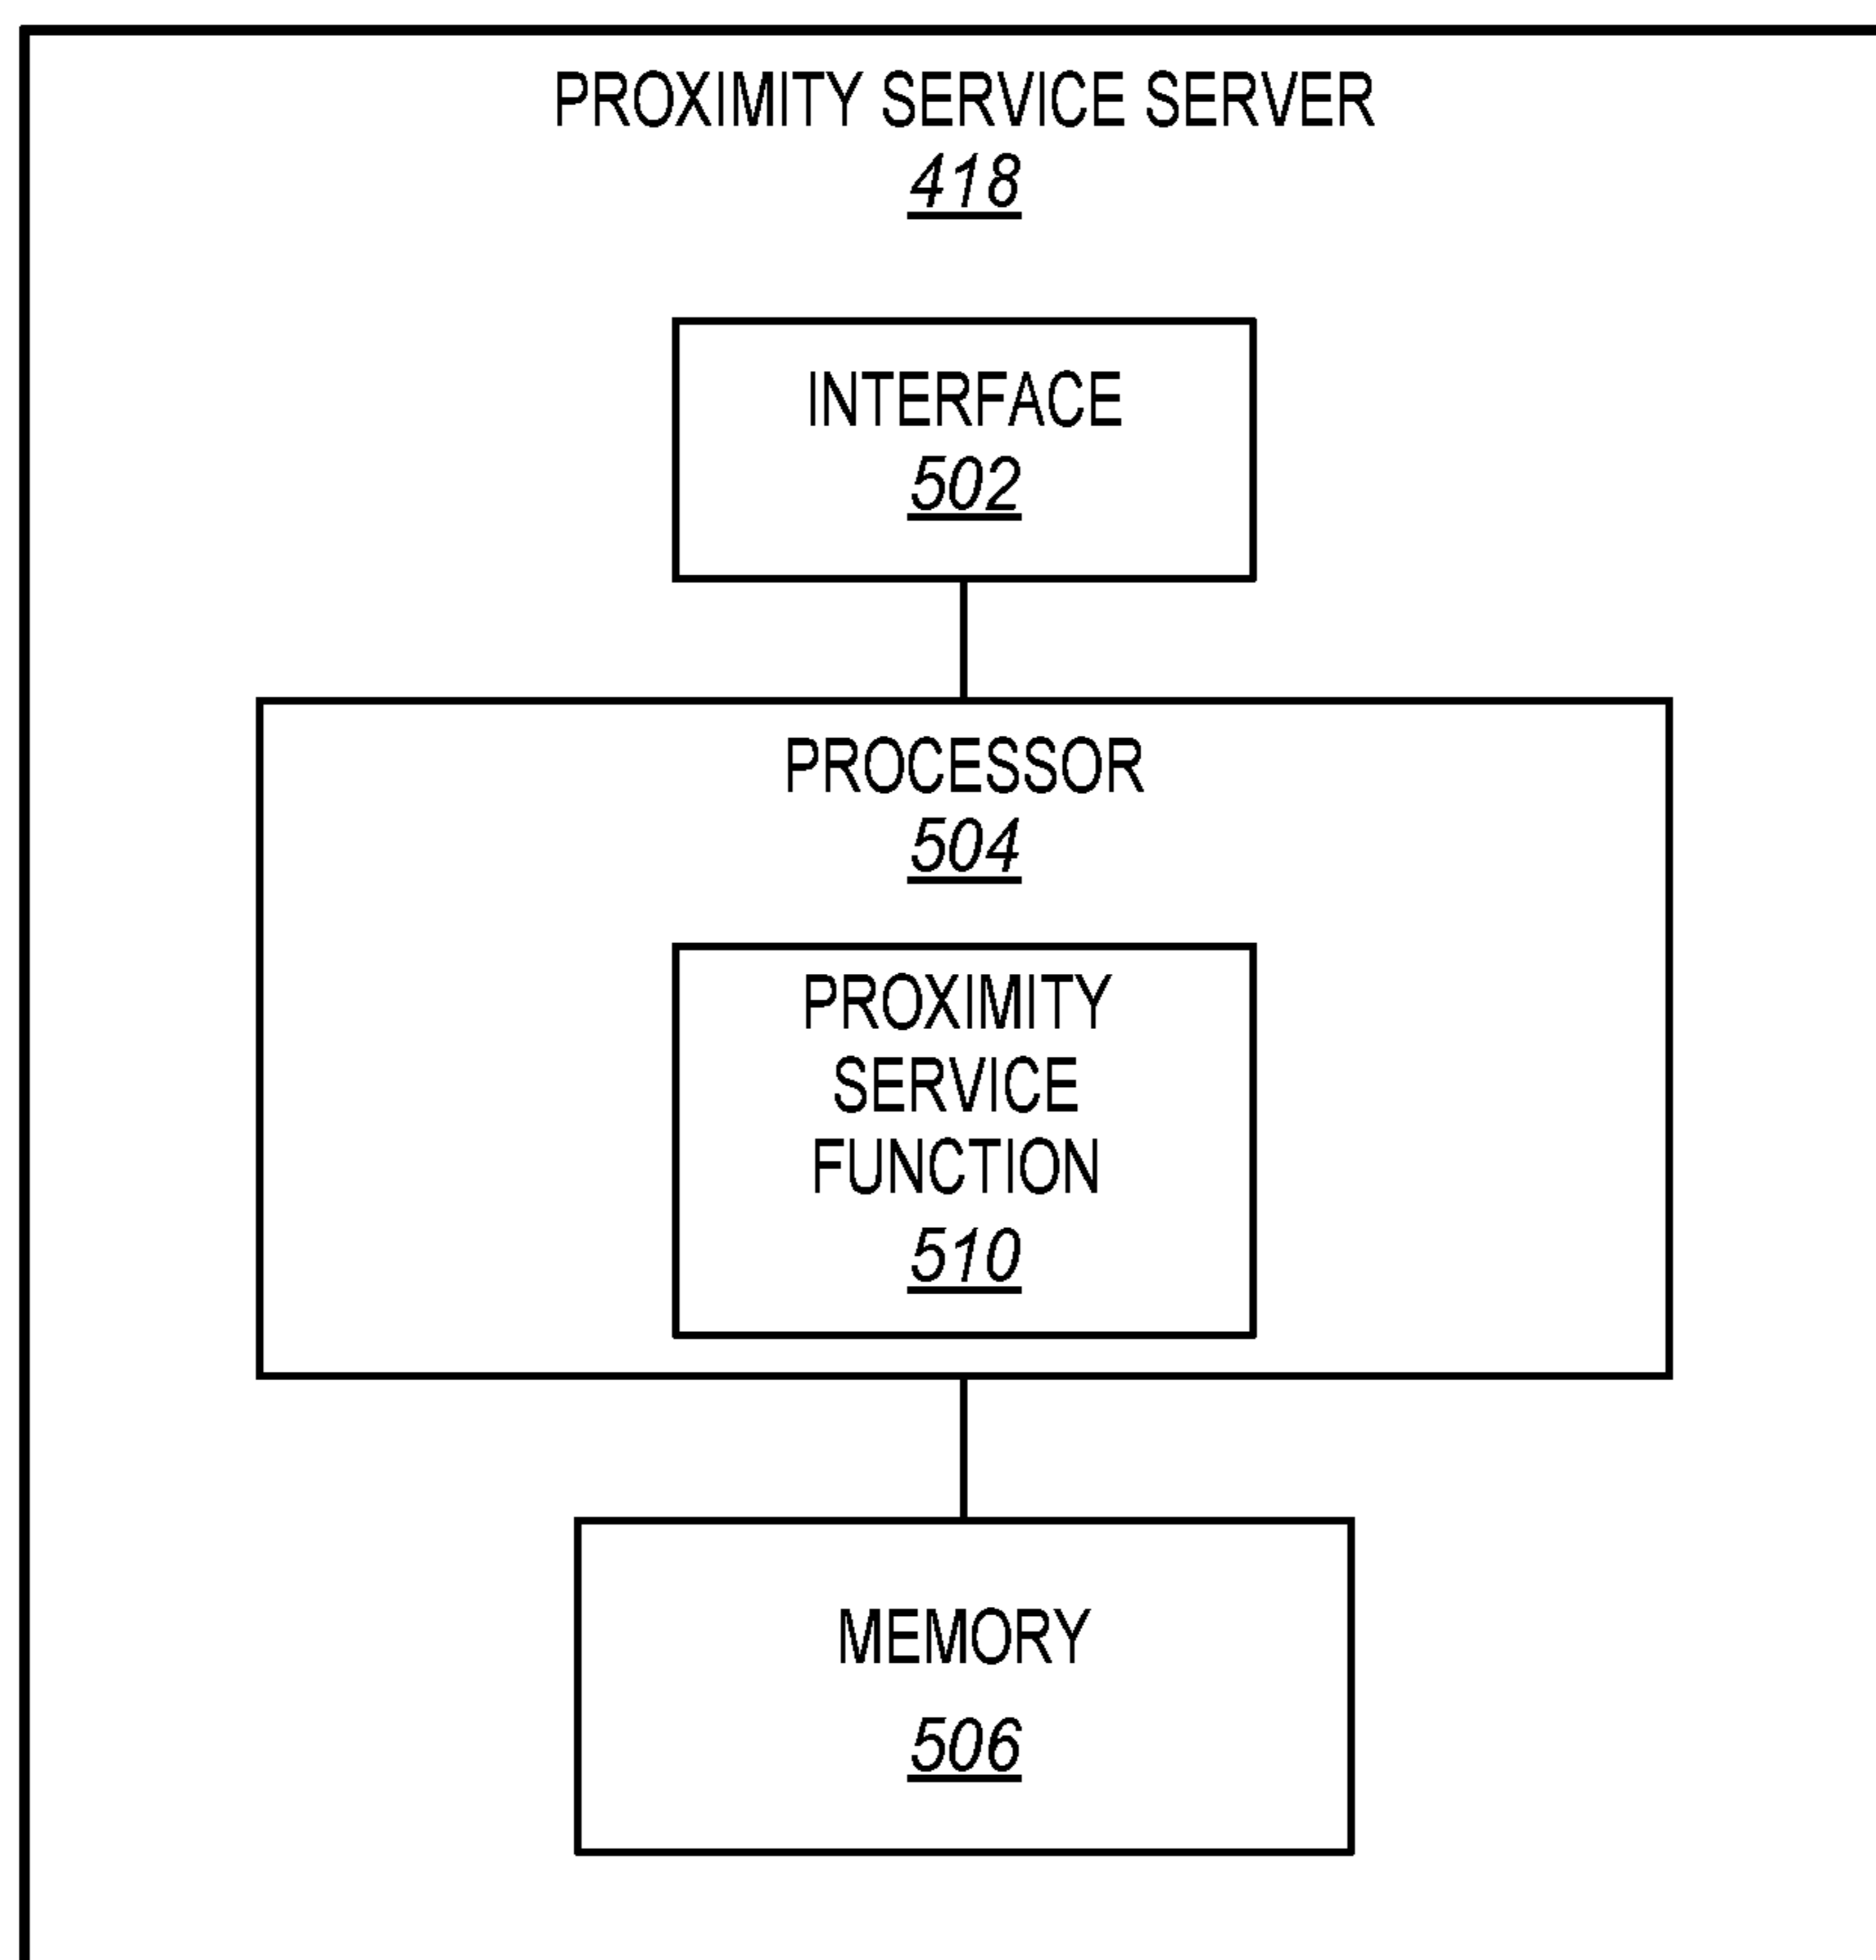 PROXIMITY SERVICE SERVER
418
INTERFACE
502
PROCESSOR
504
PROXIMITY
SERVICE
FUNCTION
510
MEMORY
506